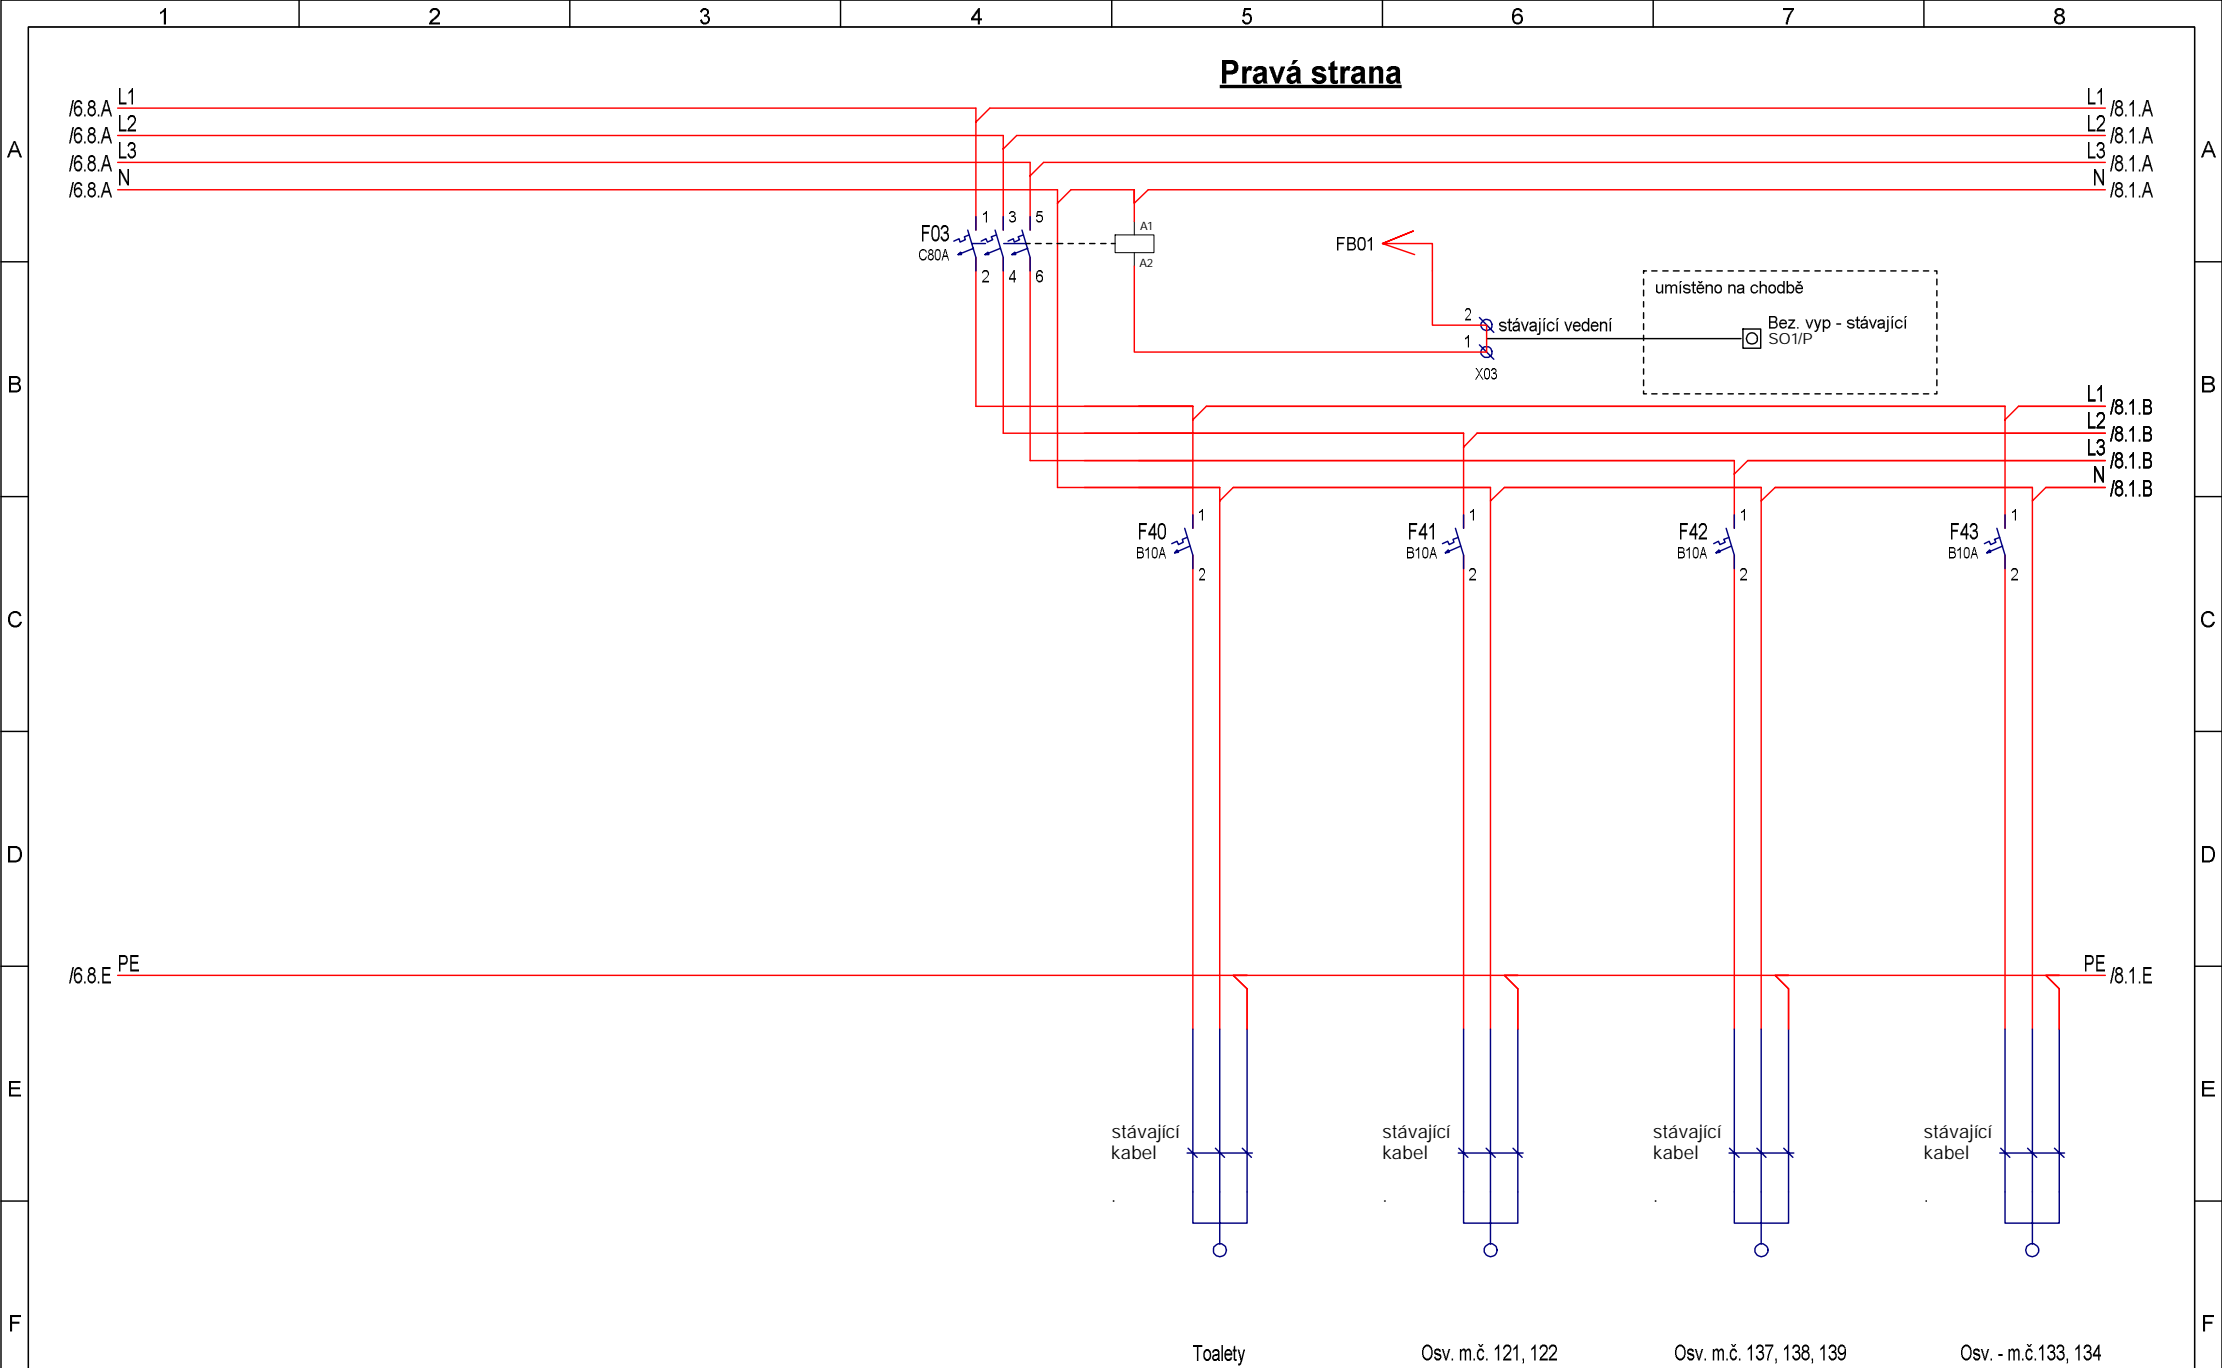 1 2 3 4 5 6 7 8
Pravá strana
/6.8.A L1 L1 /8.1.A
/6.8.A L2 L2 /8.1.A
A A
/6.8.A L3 L3 /8.1.A
/6.8.A N N /8.1.A
1 3 5 A1
F03 FB01
C80A
2 4 6 A2
umístěno na chodbě
2 stávající vedení Bez. vyp - stávající
1 SO1/P
X03
B B
L1 /8.1.B
L2 /8.1.B
L3 /8.1.B
N /8.1.B
1 1 1 1
F40 F41 F42 F43
B10A B10A B10A B10A
2 2 2 2
C C
D D
/6.8.E PE PE /8.1.E
E E
stávající stávající stávající stávající
kabel kabel kabel kabel
. . . .
F F
Toalety Osv. m.č. 121, 122 Osv. m.č. 137, 138, 139 Osv. - m.č.133, 134